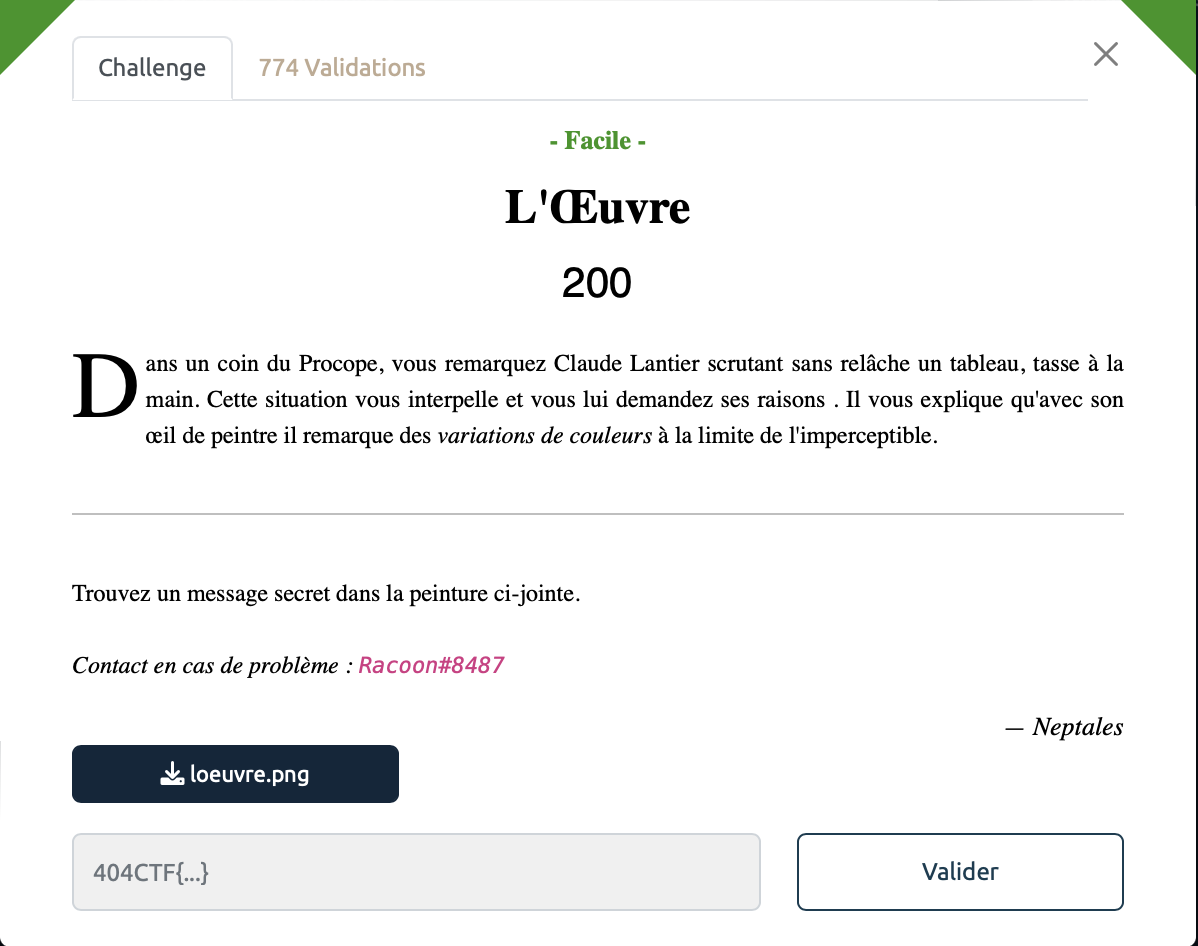 Challenge
774 Validations
- Facile -
L'Œuvre
200
Dans un coin du Procope, vous remarquez Claude Lantier scrutant sans relâche un tableau, tasse à la
main. Cette situation vous interpelle et vous lui demandez ses raisons . Il vous explique qu'avec son
œil de peintre il remarque des variations de couleurs à la limite de l'imperceptible.
Trouvez un message secret dans la peinture ci-jointe.
Contact en cas de problème : Racoon#8487
— Neptales
loeuvre.png
404CTF{...}
Valider